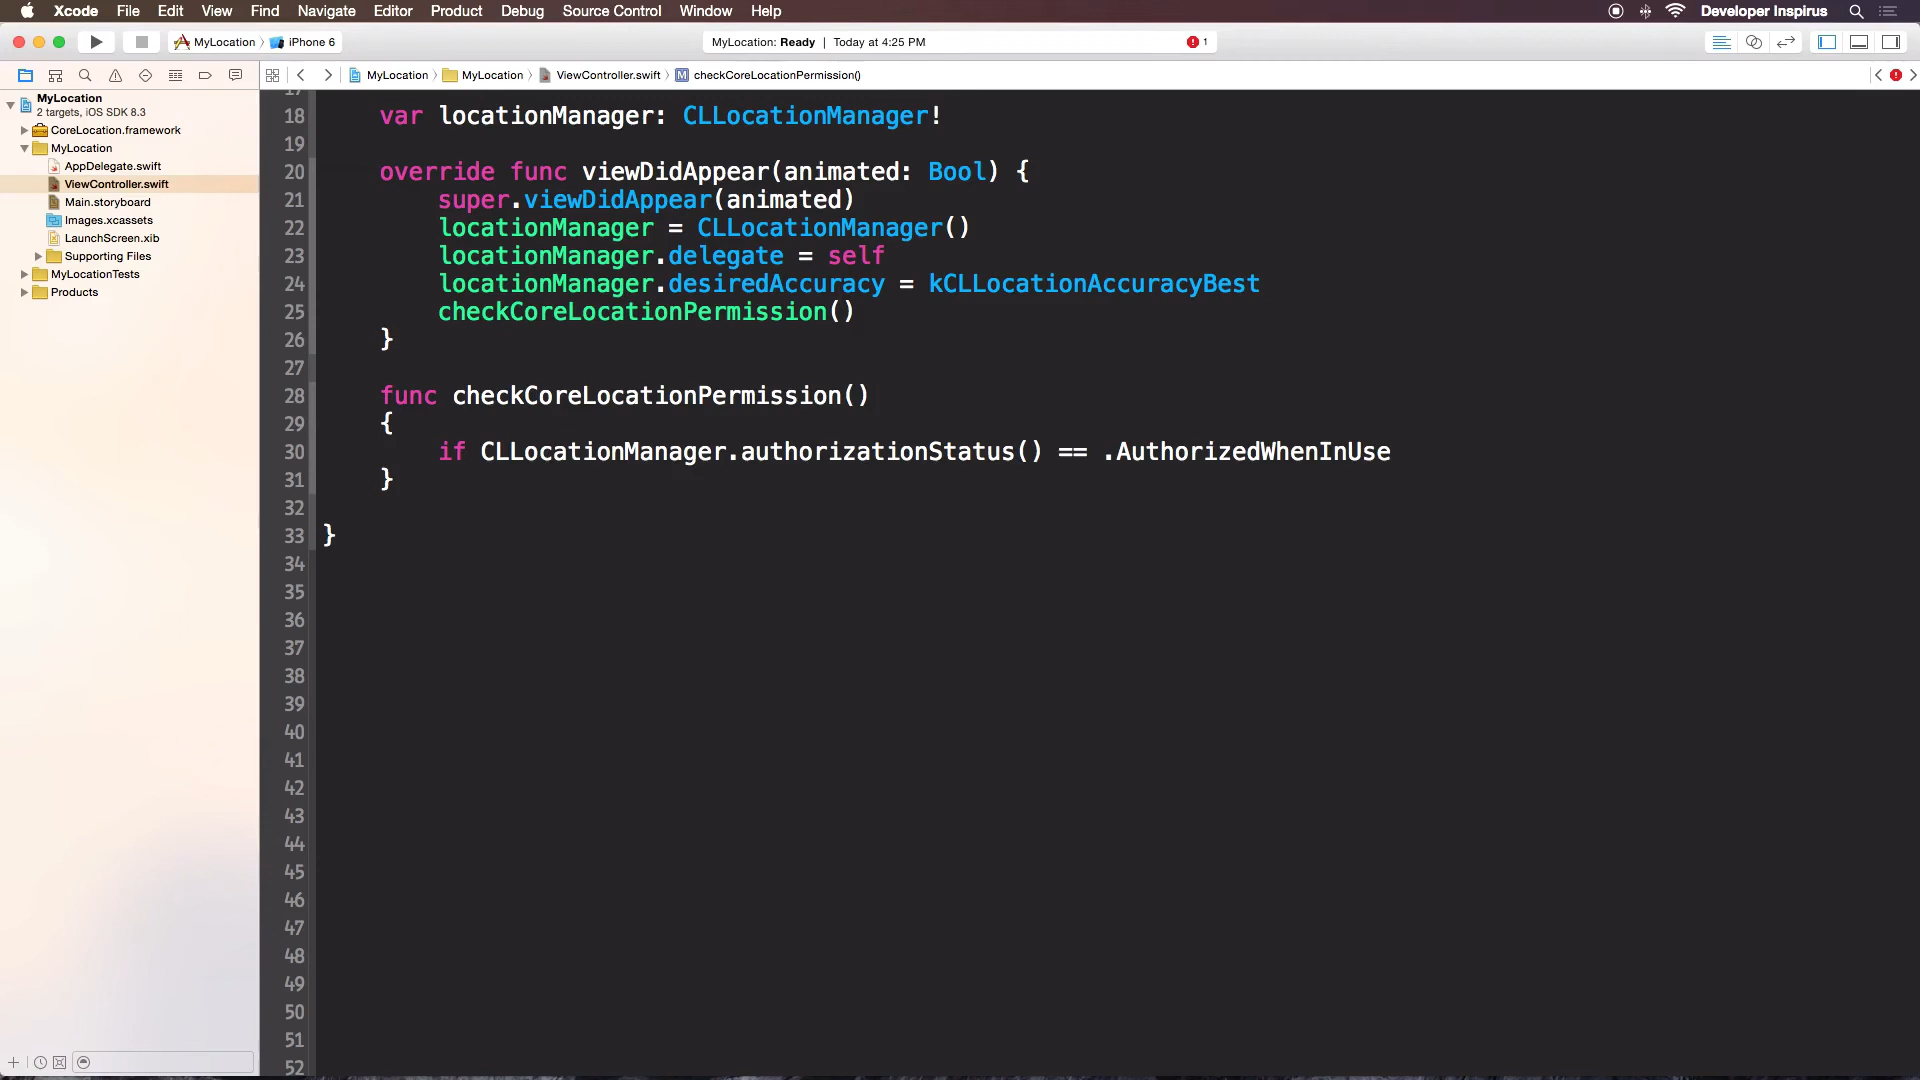 Xcode File Edit View Find Navigate Editor Product Debug Source Control Window Help Developer Inspirus
MyLocation iPhone 6 MyLocation: Ready | Today at 4:25 PM 1
MyLocation MyLocation ViewController.swift M checkCoreLocationPermission()
MyLocation
2 targets, iOS SDK 8.3
CoreLocation.framework
MyLocation
AppDelegate.swift
ViewController.swift
Main.storyboard
Images.xcassets
LaunchScreen.xib
Supporting Files
MyLocationTests
Products
17
18 var locationManager: CLLocationManager!
19
20 override func viewDidAppear(animated: Bool) {
21 super.viewDidAppear(animated)
22 locationManager = CLLocationManager()
23 locationManager.delegate = self
24 locationManager.desiredAccuracy = kCLLocationAccuracyBest
25 checkCoreLocationPermission()
26 }
27
28 func checkCoreLocationPermission()
29 {
30 if CLLocationManager.authorizationStatus() == .AuthorizedWhenInUse
31 }
32
33 }
34
35
36
37
38
39
40
41
42
43
44
45
46
47
48
49
50
51
52